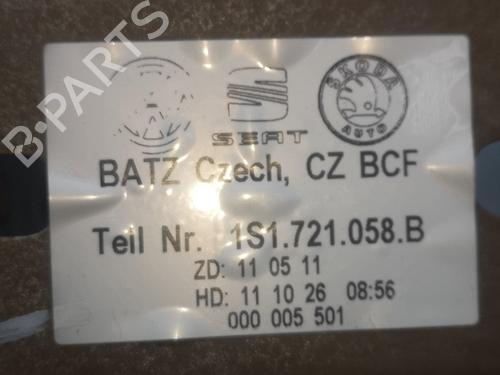 SEAT
ŠKODA
AUTO
BATZ Czech, CZ BCF
Teil Nr. 1S1.721.058.B
ZD: 11 05 11
HD: 11 10 26 08:56
000 005 501
B-PARTS